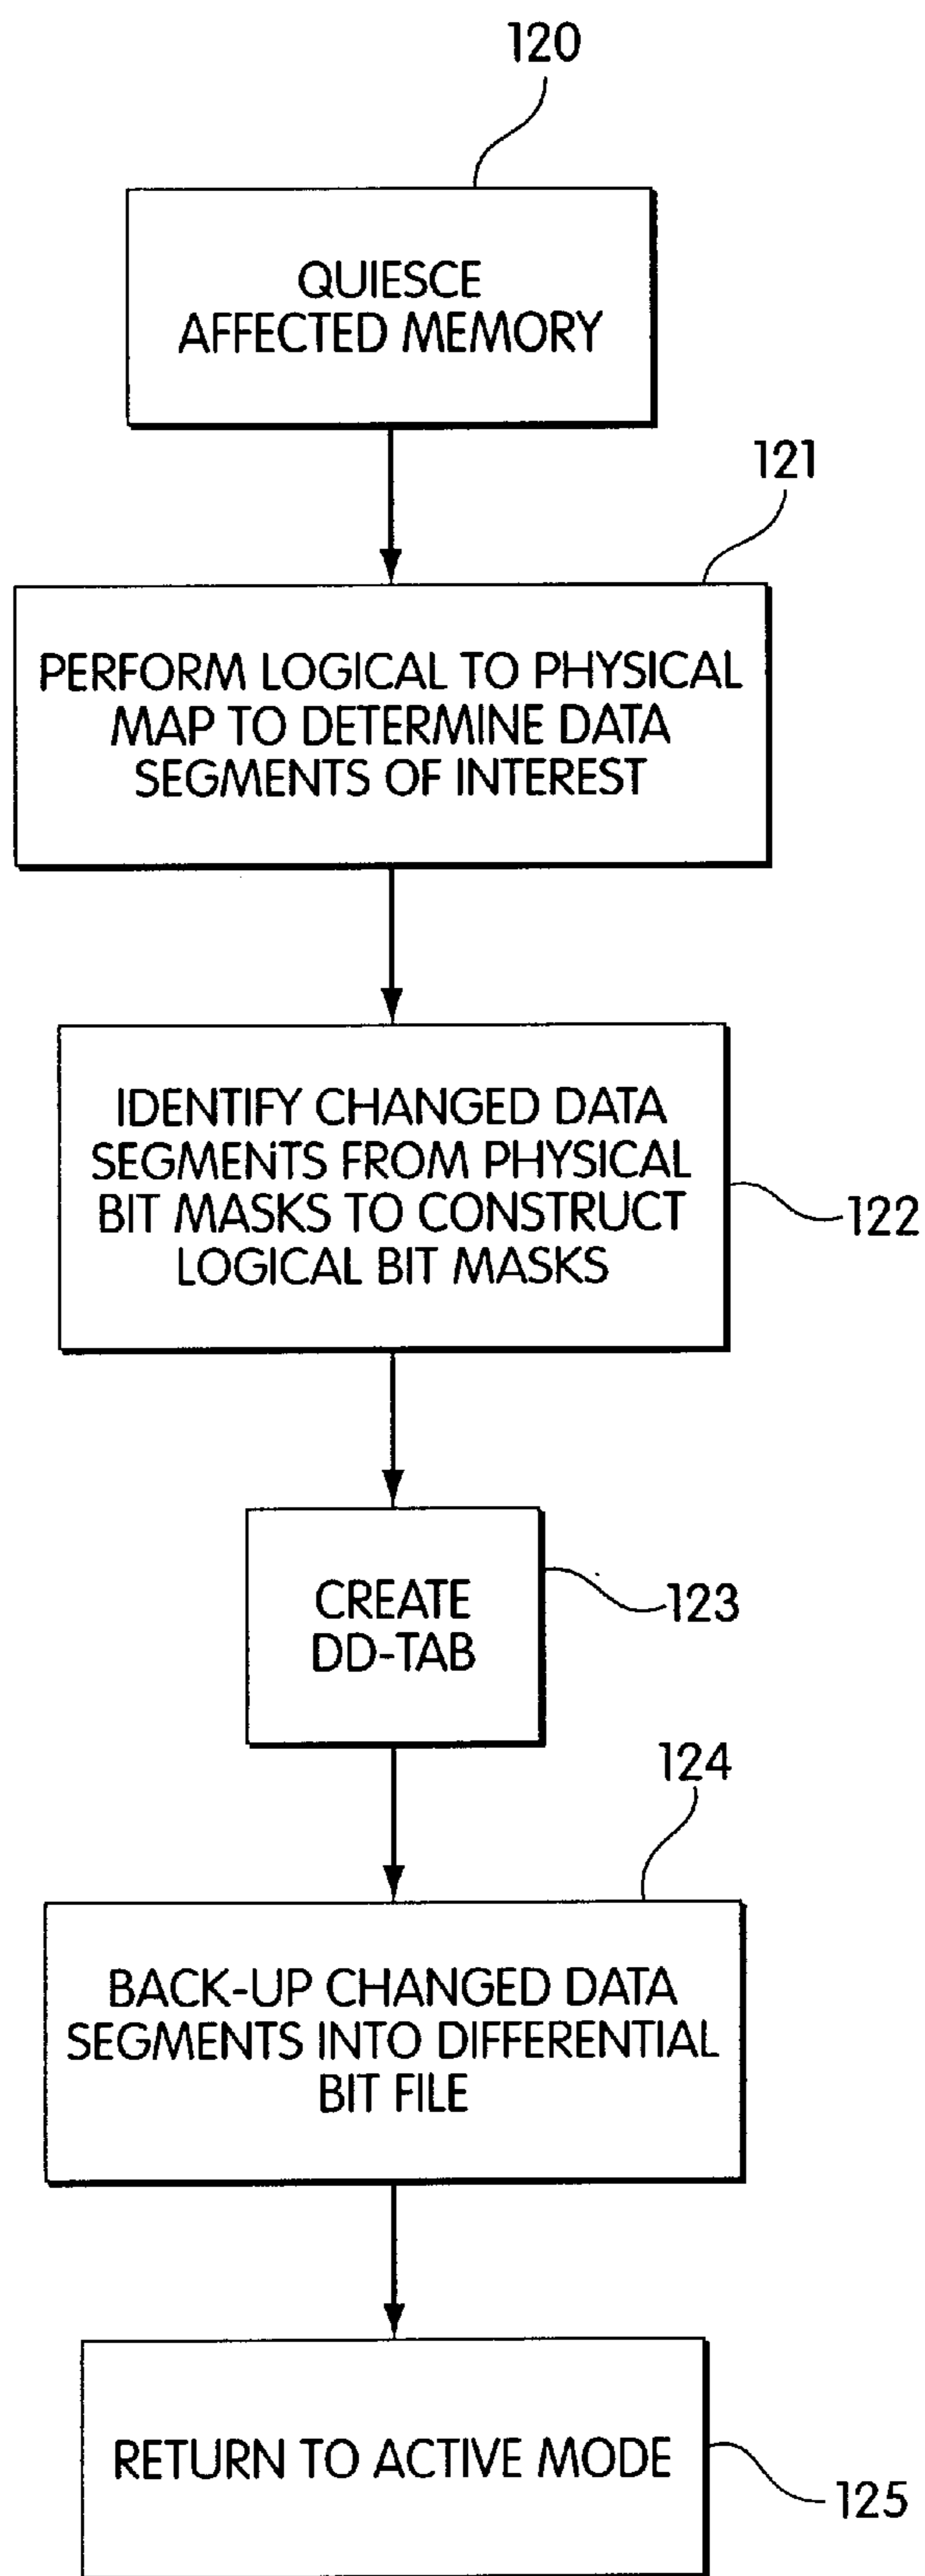 120
QUIESCE
AFFECTED MEMORY
121
PERFORM LOGICAL TO PHYSICAL
MAP TO DETERMINE DATA
SEGMENTS OF INTEREST
IDENTIFY CHANGED DATA
SEGMENTS FROM PHYSICAL
BIT MASKS TO CONSTRUCT
LOGICAL BIT MASKS
122
CREATE
DD-TAB
123
124
BACK-UP CHANGED DATA
SEGMENTS INTO DIFFERENTIAL
BIT FILE
RETURN TO ACTIVE MODE
125